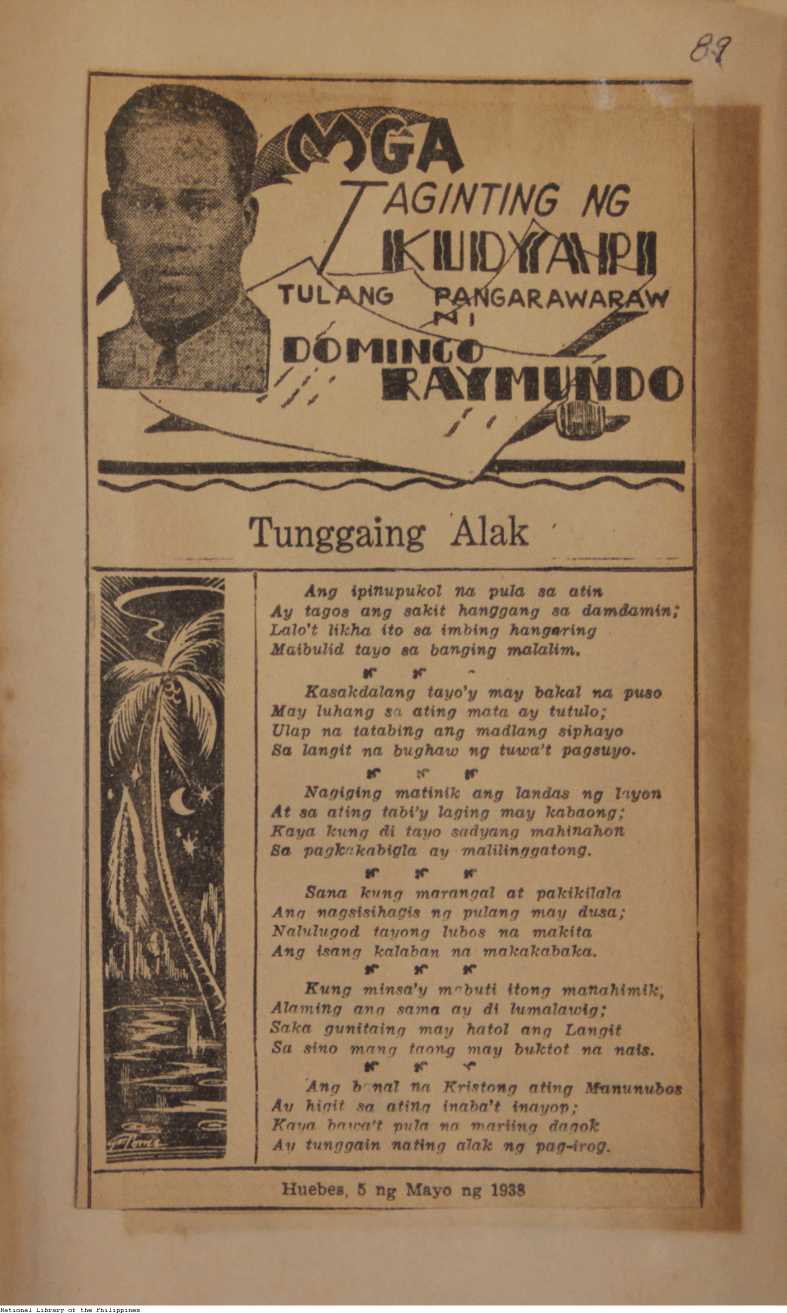 89
MGA
TAGINTING NG
KUDYAPI
TULANG PANGARAWARAW
NI
DOMINGO
RAYMUNDO
Tunggaing Alak
Ang ipinupukol na pula sa atin
Ay tagos ang sakit hanggang sa damdamin;
Lalo't likha ito sa imbing hangaring
Maibulid tayo sa banging malalim.
Kasakdalang tayo'y may bakal na puso
May luhang sa ating mata ay tutulo;
Ulap na tatabing ang madlang siphayo
Sa langit na bughaw ng tuwa't pagsuyo.
Nagiging matinik ang landas ng layon
At sa ating tabi'y laging may kabaong;
Kaya kung di tayo sadyang mahinahon
Sa pagkakabigla ay malilinggatong.
Sana kung marangal at pakikilala
Ang nagsisihagis ng pulang may dusa;
Nalulugod tayong lubos na makita
Ang isang kalaban na makakabaka.
Kung minsa'y mabuti itong manahimik,
Alaming ang sama ay di lumalawig;
Saka gunitaing may hatol ang Langit
Sa sino mang taong may buktot na nais.
Ang banal na Kristong ating Manunubos
Ay higit sa ating inaba't inayop;
Kaya bawa't pula na mariing dagok
Ay tunggain nating alak ng pag-irog.
Huebes, 5 ng Mayo ng 1938
National Library of the Philippines